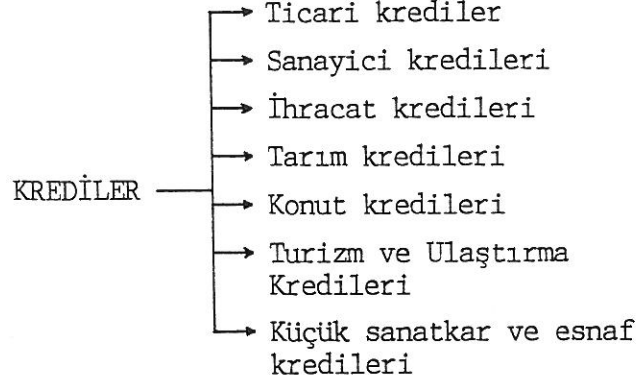 Ticari krediler
Sanayici kredileri
İhracat kredileri
Tarım kredileri
KREDİLER
Konut kredileri
Turizm ve Ulaştırma
Kredileri
Küçük sanatkar ve esnaf
kredileri